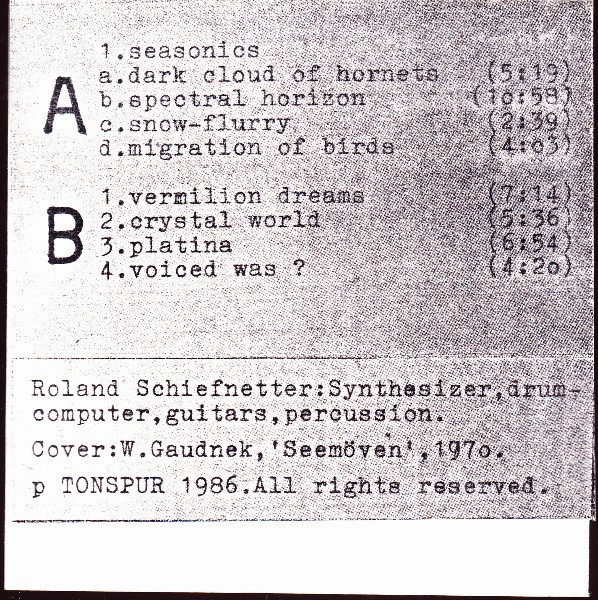 A
1.seasonics
a.dark cloud of hornets (5:19)
b.spectral horizon (1o:58)
c.snow-flurry (2:39)
d.migration of birds (4:o3)
B
1.vermilion dreams (7:14)
2.crystal world (5:36)
3.platina (6:54)
4.voiced was ? (4:2o)
Roland Schiefnetter:Synthesizer,drum-
computer,guitars,percussion.
Cover:W.Gaudnek,'Seemöven',197o.
p TONSPUR 1986.All rights reserved.